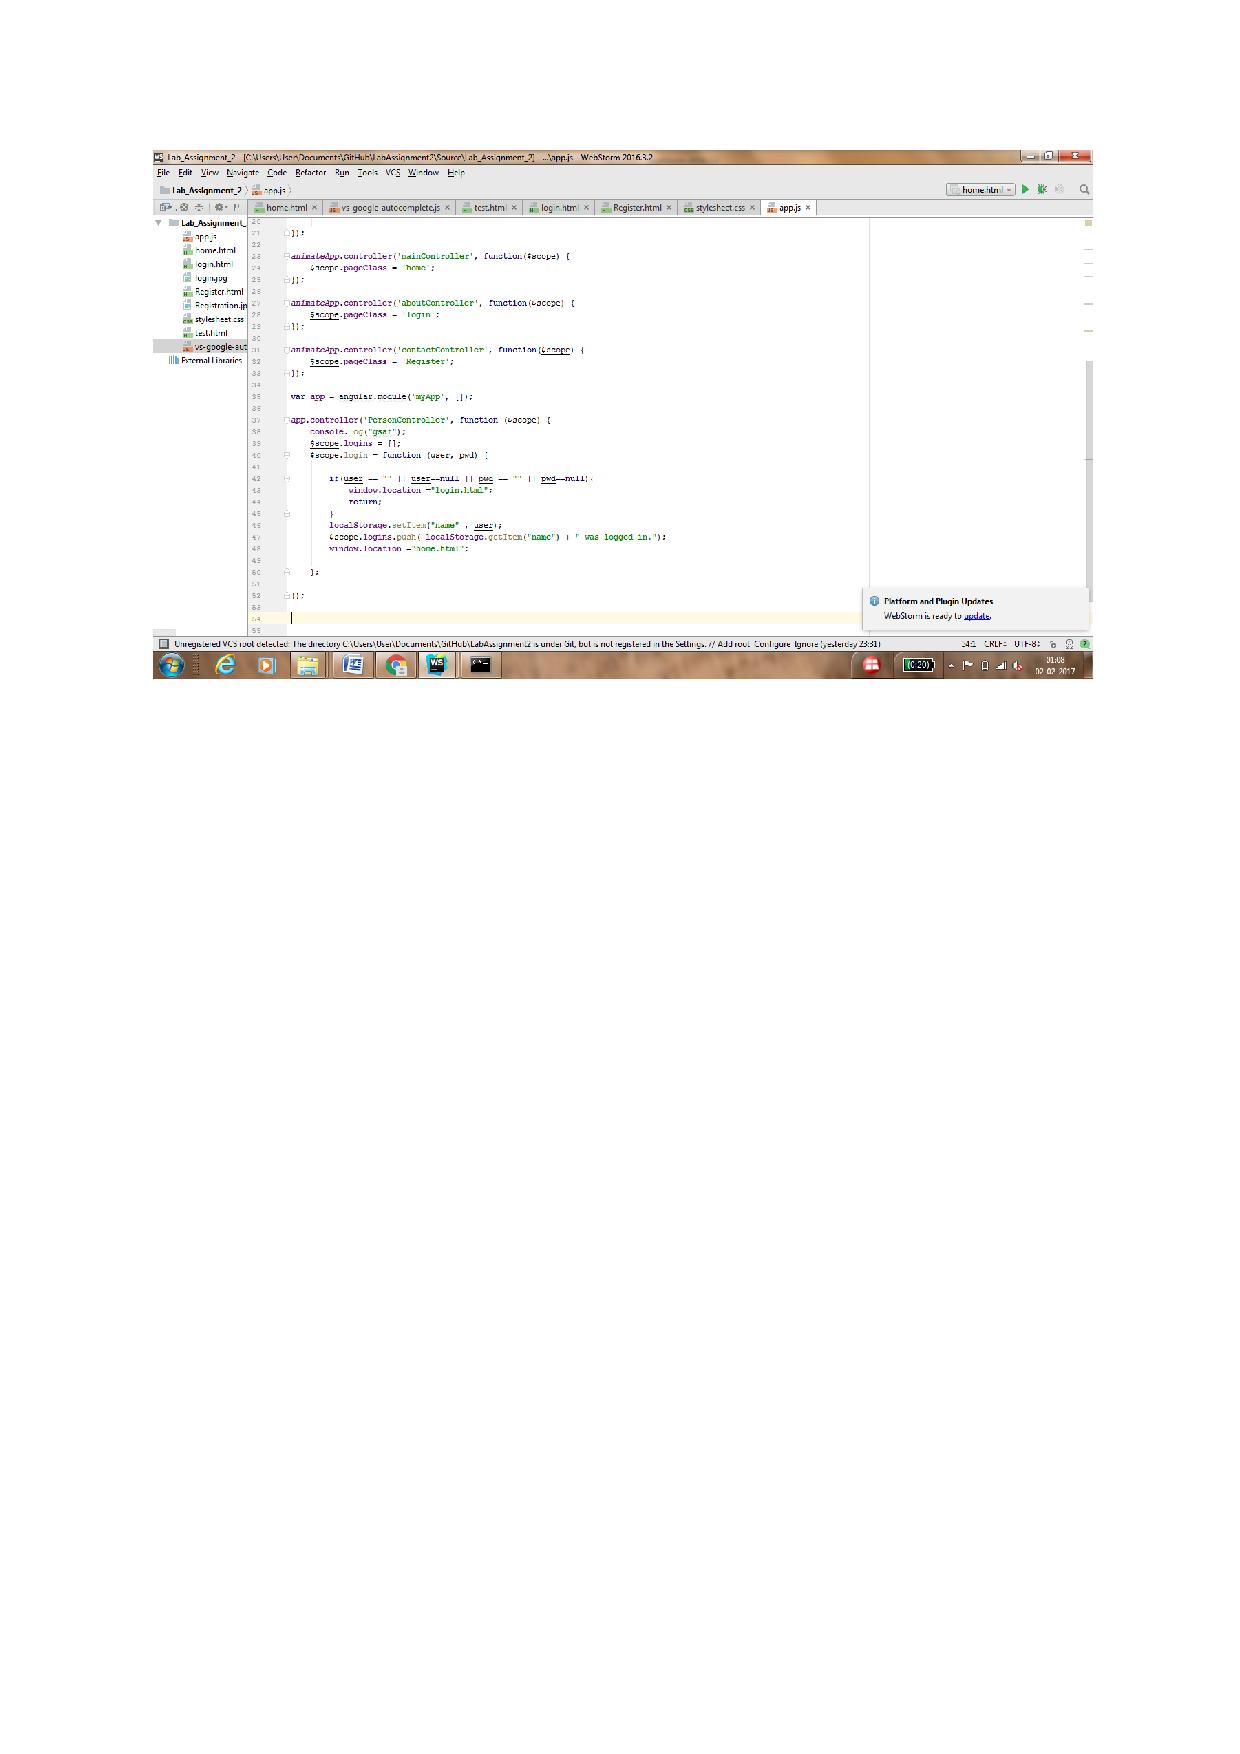 Lab_Assignment_2 - [C:\Users\User\Documents\GitHub\LabAssignment2\Source\Lab_Assignment_2] - ...\app.js - WebStorm 2016.3.2
File Edit View Navigate Code Refactor Run Tools VCS Window Help
Lab_Assignment_2 app.js home.html
home.html vs-google-autocomplete.js test.html login.html Register.html stylesheet.css app.js
Lab_Assignment_
app.js
home.html
login.html
login.jpg
Register.html
Registration.jp
stylesheet.css
test.html
vs-google-aut
External Libraries
20
21 });
22
23 animateApp.controller('mainController', function($scope) {
24 $scope.pageClass = 'home';
25 });
26
27 animateApp.controller('aboutController', function($scope) {
28 $scope.pageClass = 'login';
29 });
30
31 animateApp.controller('contactController', function($scope) {
32 $scope.pageClass = 'Register';
33 });
34
35 var app = angular.module('myApp', []);
36
37 app.controller('PersonController', function ($scope) {
38 console.log(
39 $scope.logins = [];
40 $scope.login = function (user, pwd) {
41
42 if(user == "" || user==null || pwd == "" || pwd==null){
43 window.location ="login.html";
44 return;
45 }
46 localStorage.setItem("name" , user);
47 $scope.logins.push( localStorage.getItem("name") + " was logged in.");
48 window.location ="home.html";
49
50 };
51
52 });
53
54
55
Platform and Plugin Updates
WebStorm is ready to update.
Unregistered VCS root detected: The directory C:\Users\User\Documents\GitHub\LabAssignment2 is under Git, but is not registered in the Settings. // Add root Configure Ignore (yesterday 23:31) 54:1 CRLF: UTF-8:
(0:20) 01:08
02-02-2017